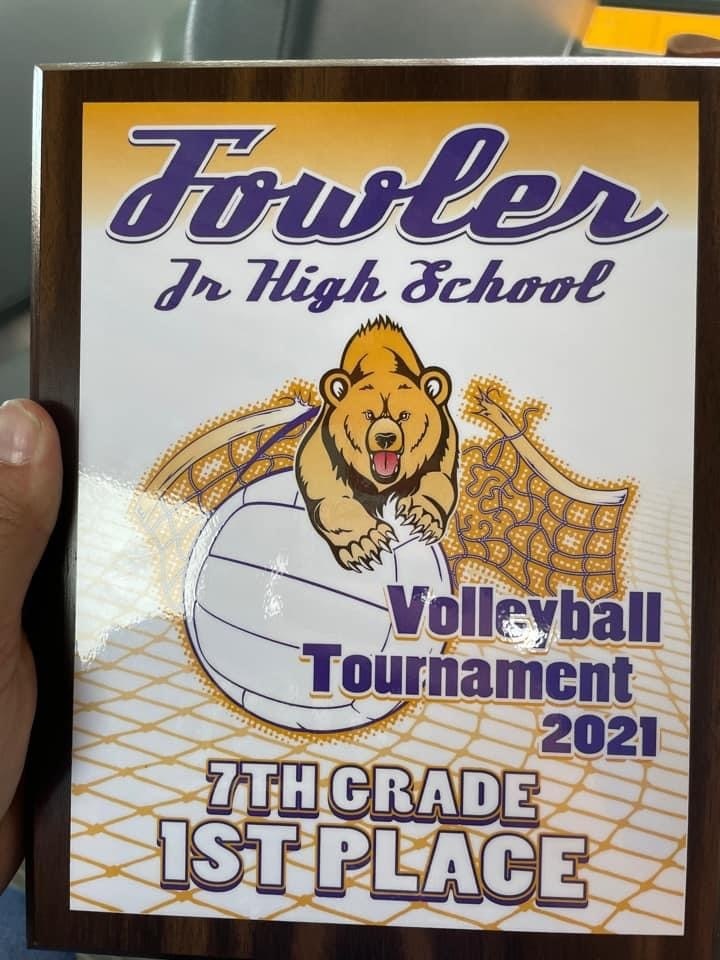 Fowler
Jr High School
Volleyball
Tournament
2021
7TH GRADE
1ST PLACE